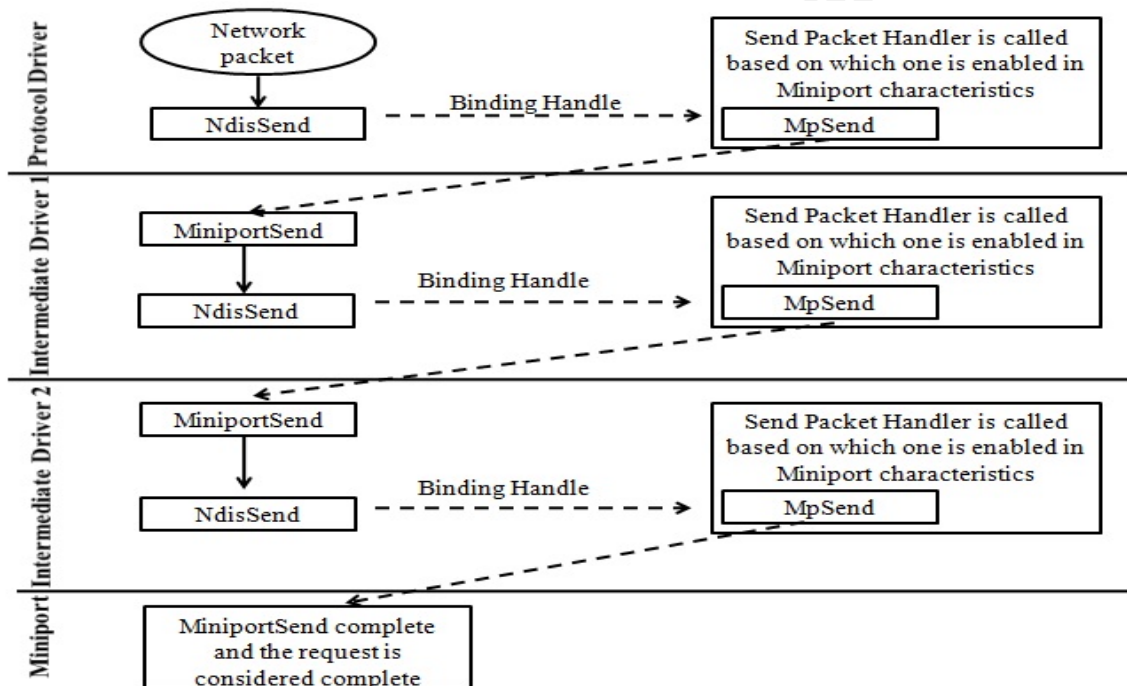 Protocol Driver
Network
packet
NdisSend
Binding Handle
Send Packet Handler is called
based on which one is enabled in
Miniport characteristics
MpSend
Intermediate Driver 1
MiniportSend
NdisSend
Binding Handle
Send Packet Handler is called
based on which one is enabled in
Miniport characteristics
MpSend
Intermediate Driver 2
MiniportSend
NdisSend
Binding Handle
Send Packet Handler is called
based on which one is enabled in
Miniport characteristics
MpSend
Miniport
MiniportSend complete
and the request is
considered complete